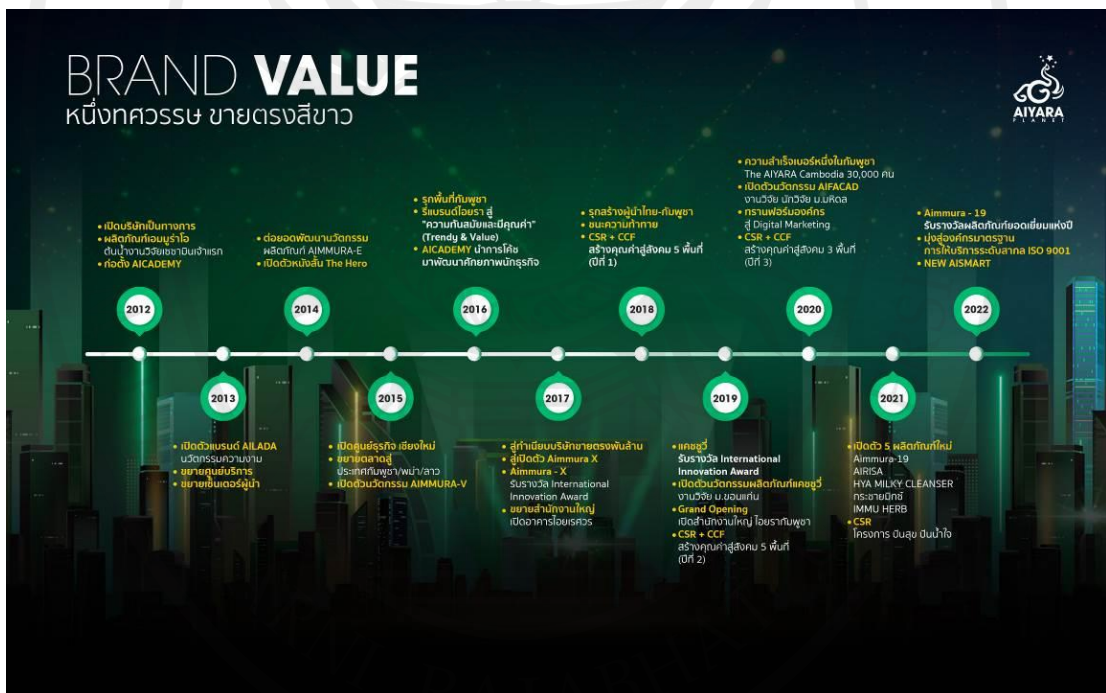 BRAND VALUE
หนึ่งทศวรรษ ขายตรงสีขาว
AIYARA
PLANET
• เปิดบริษัทเป็นทางการ
• ผลิตภัณฑ์เอมมูร่าไอ
ต้นน้ำงานวิจัยเซซามินเจ้าแรก
• ก่อตั้ง AICADEMY
2012
2013
• เปิดตัวแบรนด์ AILADA
นวัตกรรมความงาม
• ขยายศูนย์บริการ
• ขยายเซ็นเตอร์ผู้นำ
• ต่อยอดพัฒนานวัตกรรม
ผลิตภัณฑ์ AIMMURA-E
• เปิดตัวหนังสั้น The Hero
2014
2015
• เปิดศูนย์ธุรกิจ เชียงใหม่
• ขยายตลาดสู่
ประเทศกัมพูชา/พม่า/ลาว
• เปิดตัวนวัตกรรม AIMMURA-V
• รุกพื้นที่กัมพูชา
• รีแบรนด์ไอยรา สู่
"ความทันสมัยและมีคุณค่า"
(Trendy & Value)
• AICADEMY นำการโค้ช
มาพัฒนาศักยภาพนักธุรกิจ
2016
2017
• สู่ทำเนียบบริษัทขายตรงพันล้าน
• สู่เปิดตัว Aimmura X
• Aimmura - X
รับรางวัล International
Innovation Award
• ขยายสำนักงานใหญ่
เปิดอาคารไอยเรศวร
• รุกสร้างผู้นำไทย-กัมพูชา
• ชนะความท้าทาย
• CSR + CCF
สร้างคุณค่าสู่สังคม 5 พื้นที่
(ปีที่ 1)
2018
2019
• แคชชูวี่
รับรางวัล International
Innovation Award
• เปิดตัวนวัตกรรมผลิตภัณฑ์แคชชูวี่
งานวิจัย ม.ขอนแก่น
• Grand Opening
เปิดสำนักงานใหญ่ ไอยรากัมพูชา
• CSR + CCF
สร้างคุณค่าสู่สังคม 5 พื้นที่
(ปีที่ 2)
• ความสำเร็จเบอร์หนึ่งในกัมพูชา
The AIYARA Cambodia 30,000 คน
• เปิดตัวนวัตกรรม AIFACAD
งานวิจัย นักวิจัย ม.มหิดล
• ทรานฟอร์มองค์กร
สู่ Digital Marketing
• CSR + CCF
สร้างคุณค่าสู่สังคม 3 พื้นที่
(ปีที่ 3)
2020
2021
• เปิดตัว 5 ผลิตภัณฑ์ใหม่
Aimmura-19
AIRISA
HYA MILKY CLEANSER
กระชายมิกซ์
IMMU HERB
• CSR
โครงการ ปันสุข ปันน้ำใจ
• Aimmura - 19
รับรางวัลผลิตภัณฑ์ยอดเยี่ยมแห่งปี
• มุ่งสู่องค์กรมาตรฐาน
การให้บริการระดับสากล ISO 9001
• NEW AISMART
2022